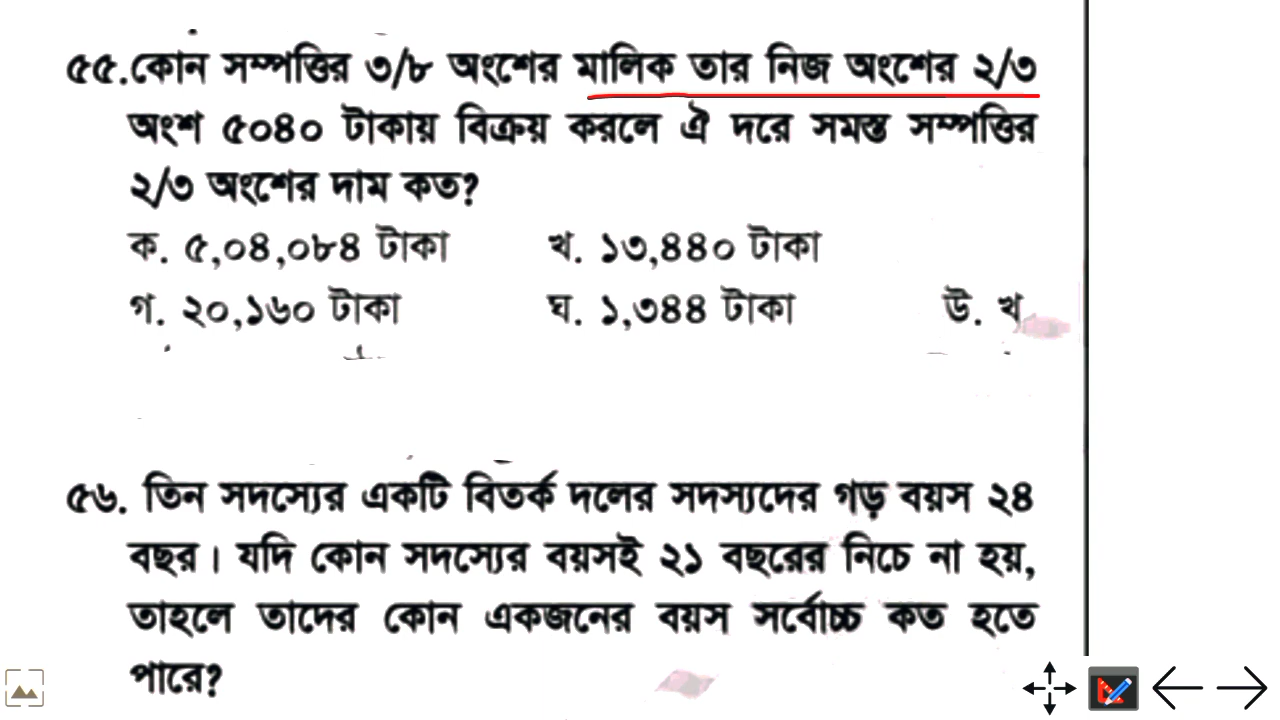 ৫৫.কোন সম্পত্তির ৩/৮ অংশের মালিক তার নিজ অংশের ২/৩
অংশ ৫০৪০ টাকায় বিক্রয় করলে ঐ দরে সমস্ত সম্পত্তির
২/৩ অংশের দাম কত?
ক. ৫,০৪,০৮৪ টাকা খ. ১৩,৪৪০ টাকা
গ. ২০,১৬০ টাকা ঘ. ১,৩৪৪ টাকা উ. খ
৫৬. তিন সদস্যের একটি বিতর্ক দলের সদস্যদের গড় বয়স ২৪
বছর। যদি কোন সদস্যের বয়সই ২১ বছরের নিচে না হয়,
তাহলে তাদের কোন একজনের বয়স সর্বোচ্চ কত হতে
পারে?